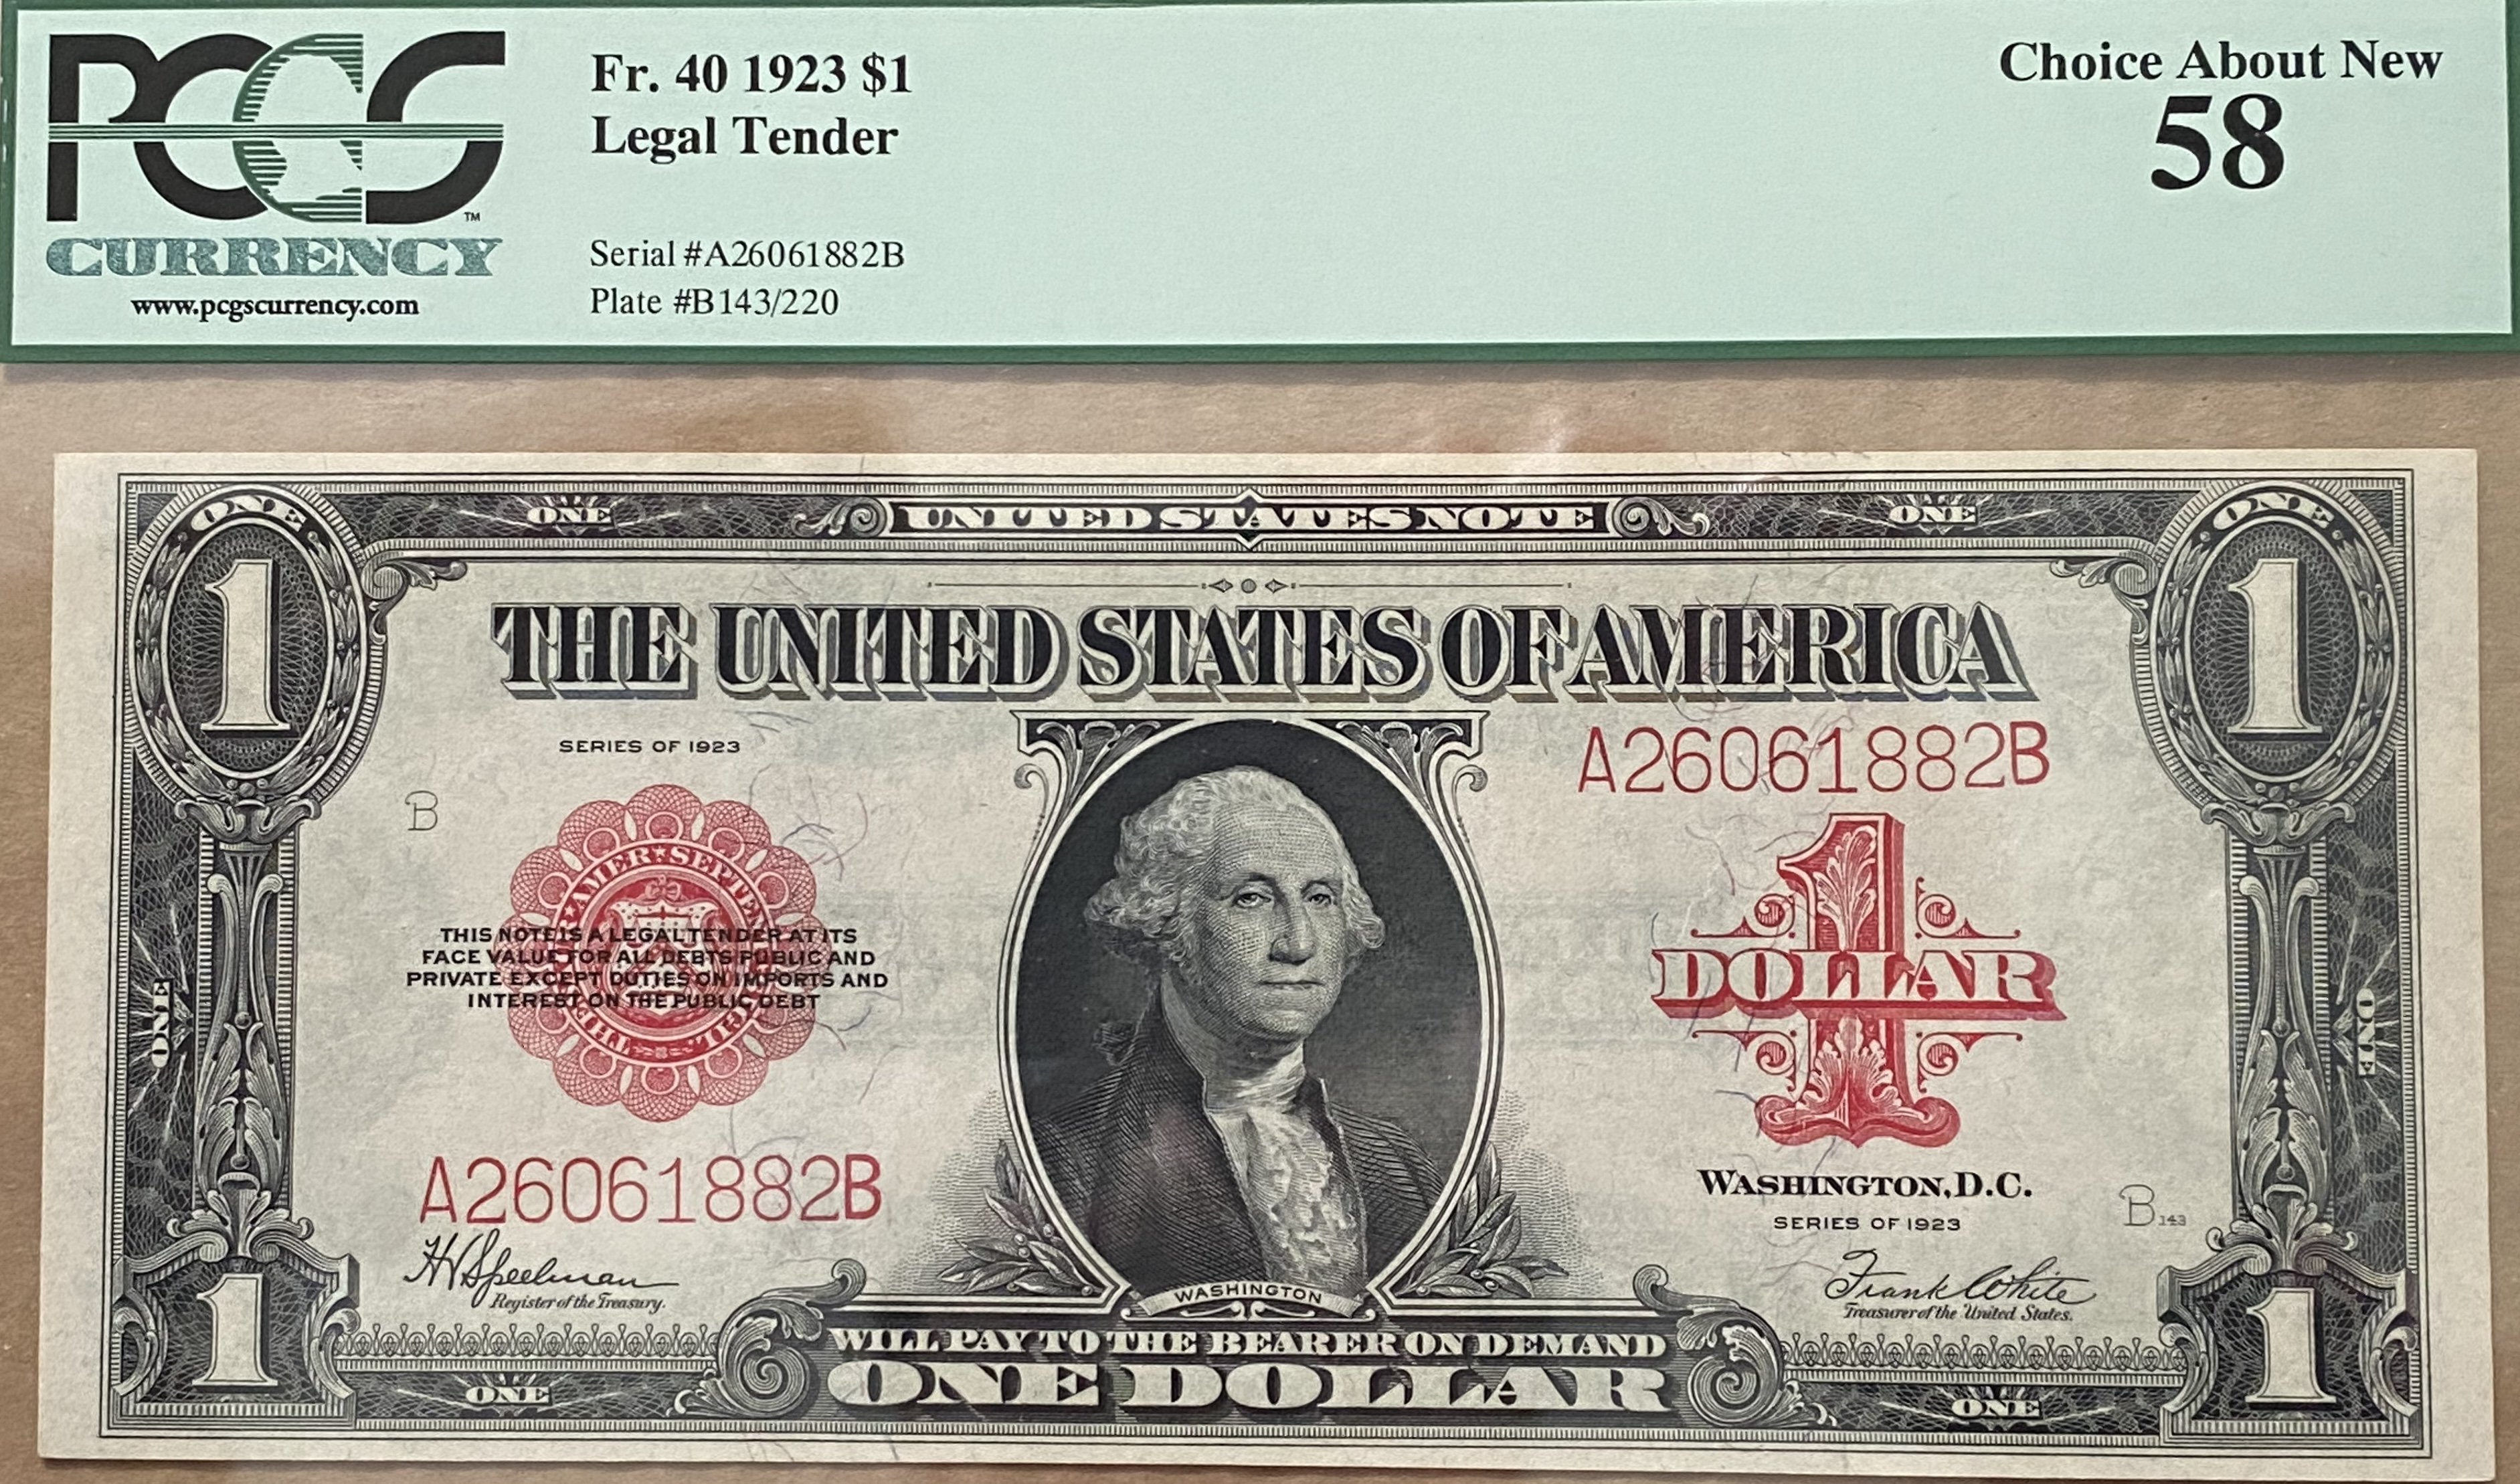 PCGS™
CURRENCY
www.pcgscurrency.com
Fr. 40 1923 $1
Legal Tender
Serial #A26061882B
Plate #B143/220
Choice About New
58
ONE
ONE
UNITED STATES NOTE
ONE
ONE
1
1
THE UNITED STATES OF AMERICA
SERIES OF 1923
A26061882B
B
AMER★SEPTEN
THIS NOTE IS A LEGAL TENDER AT ITS
FACE VALUE FOR ALL DEBTS PUBLIC AND
PRIVATE EXCEPT DUTIES ON IMPORTS AND
INTEREST ON THE PUBLIC DEBT
1
DOLLAR
ONE
ONE
A26061882B
WASHINGTON, D.C.
SERIES OF 1923
B143
H V Speelman
Register of the Treasury.
Frank White
Treasurer of the United States.
WASHINGTON
WILL PAY TO THE BEARER ON DEMAND
ONE DOLLAR
1
1
ONE
ONE